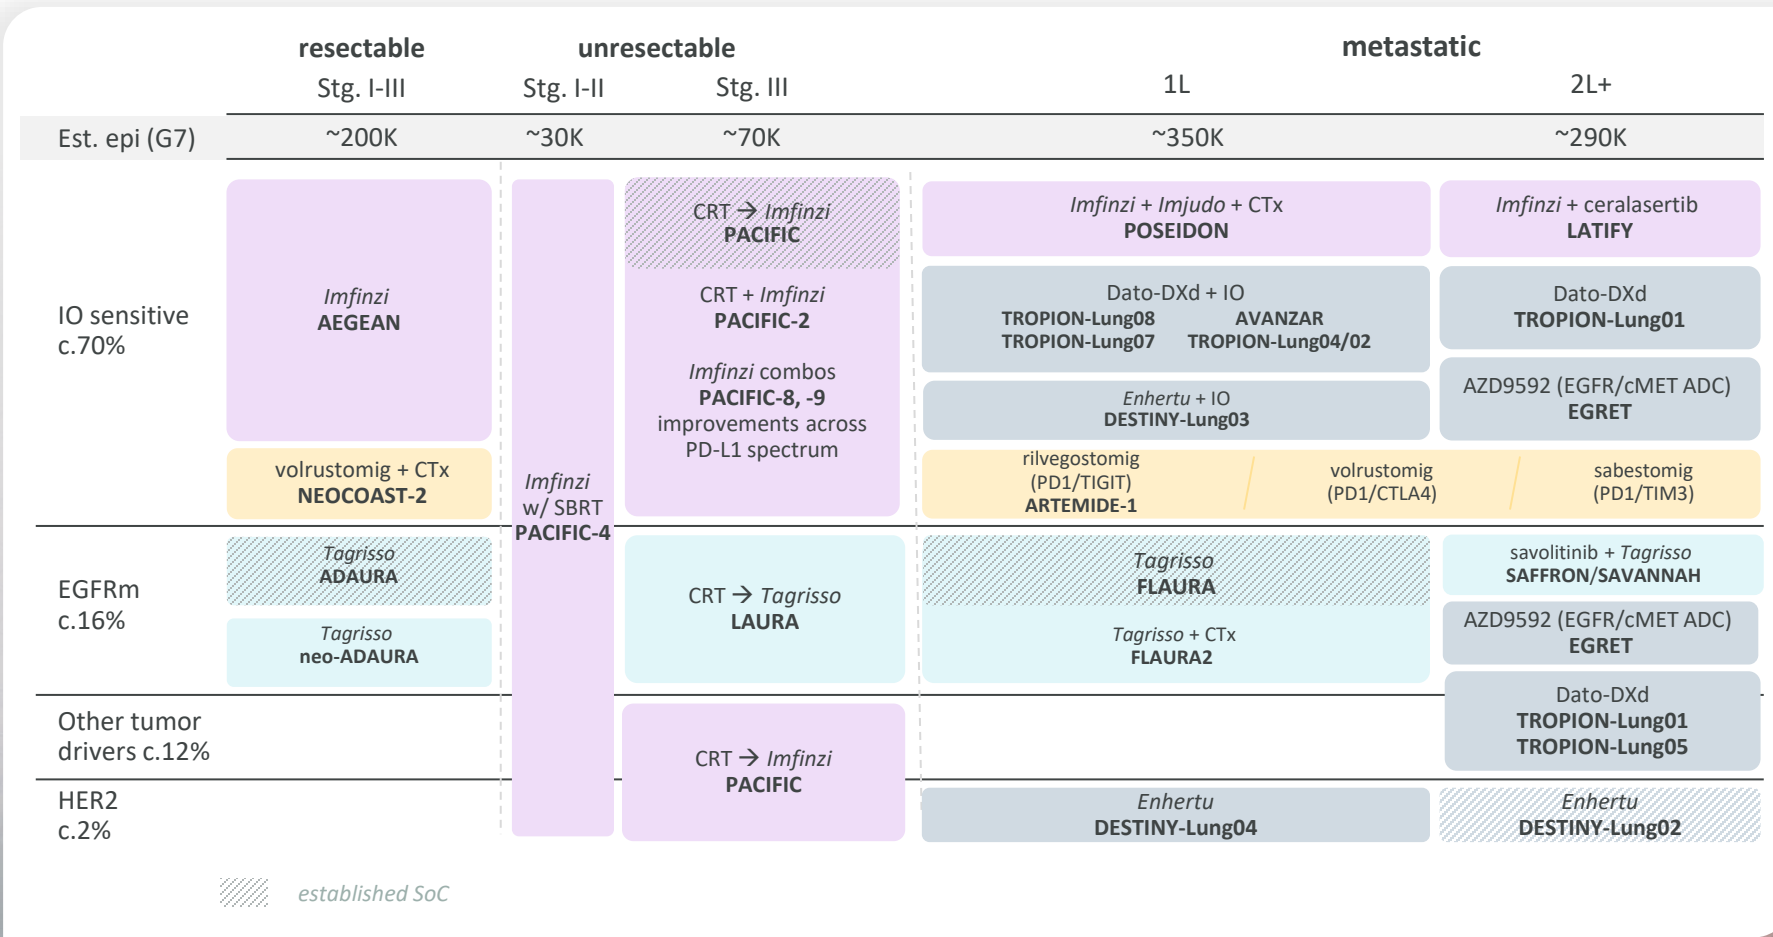 resectable
unresectable
metastatic
Stg. I-III
Stg. I-II
Stg. III
1L
2L+
Est. epi (G7)
~200K
~30K
~70K
~350K
~290K
IO sensitive
c.70%
Imfinzi
AEGEAN
volrustomig + CTx
NEOCOAST-2
Imfinzi
w/ SBRT
PACIFIC-4
CRT → Imfinzi
PACIFIC
CRT + Imfinzi
PACIFIC-2
Imfinzi combos
PACIFIC-8, -9
improvements across
PD-L1 spectrum
Imfinzi + Imjudo + CTx
POSEIDON
Dato-DXd + IO
TROPION-Lung08
AVANZAR
TROPION-Lung07
TROPION-Lung04/02
Enhertu + IO
DESTINY-Lung03
Imfinzi + ceralasertib
LATIFY
Dato-DXd
TROPION-Lung01
AZD9592 (EGFR/cMET ADC)
EGRET
rilvegostomig
(PD1/TIGIT)
ARTEMIDE-1
volrustomig
(PD1/CTLA4)
sabestomig
(PD1/TIM3)
EGFRm
c.16%
Tagrisso
ADAURA
Tagrisso
neo-ADAURA
CRT → Tagrisso
LAURA
Tagrisso
FLAURA
Tagrisso + CTx
FLAURA2
savolitinib + Tagrisso
SAFFRON/SAVANNAH
AZD9592 (EGFR/cMET ADC)
EGRET
Other tumor
drivers c.12%
CRT → Imfinzi
PACIFIC
Dato-DXd
TROPION-Lung01
TROPION-Lung05
HER2
c.2%
Enhertu
DESTINY-Lung04
Enhertu
DESTINY-Lung02
established SoC